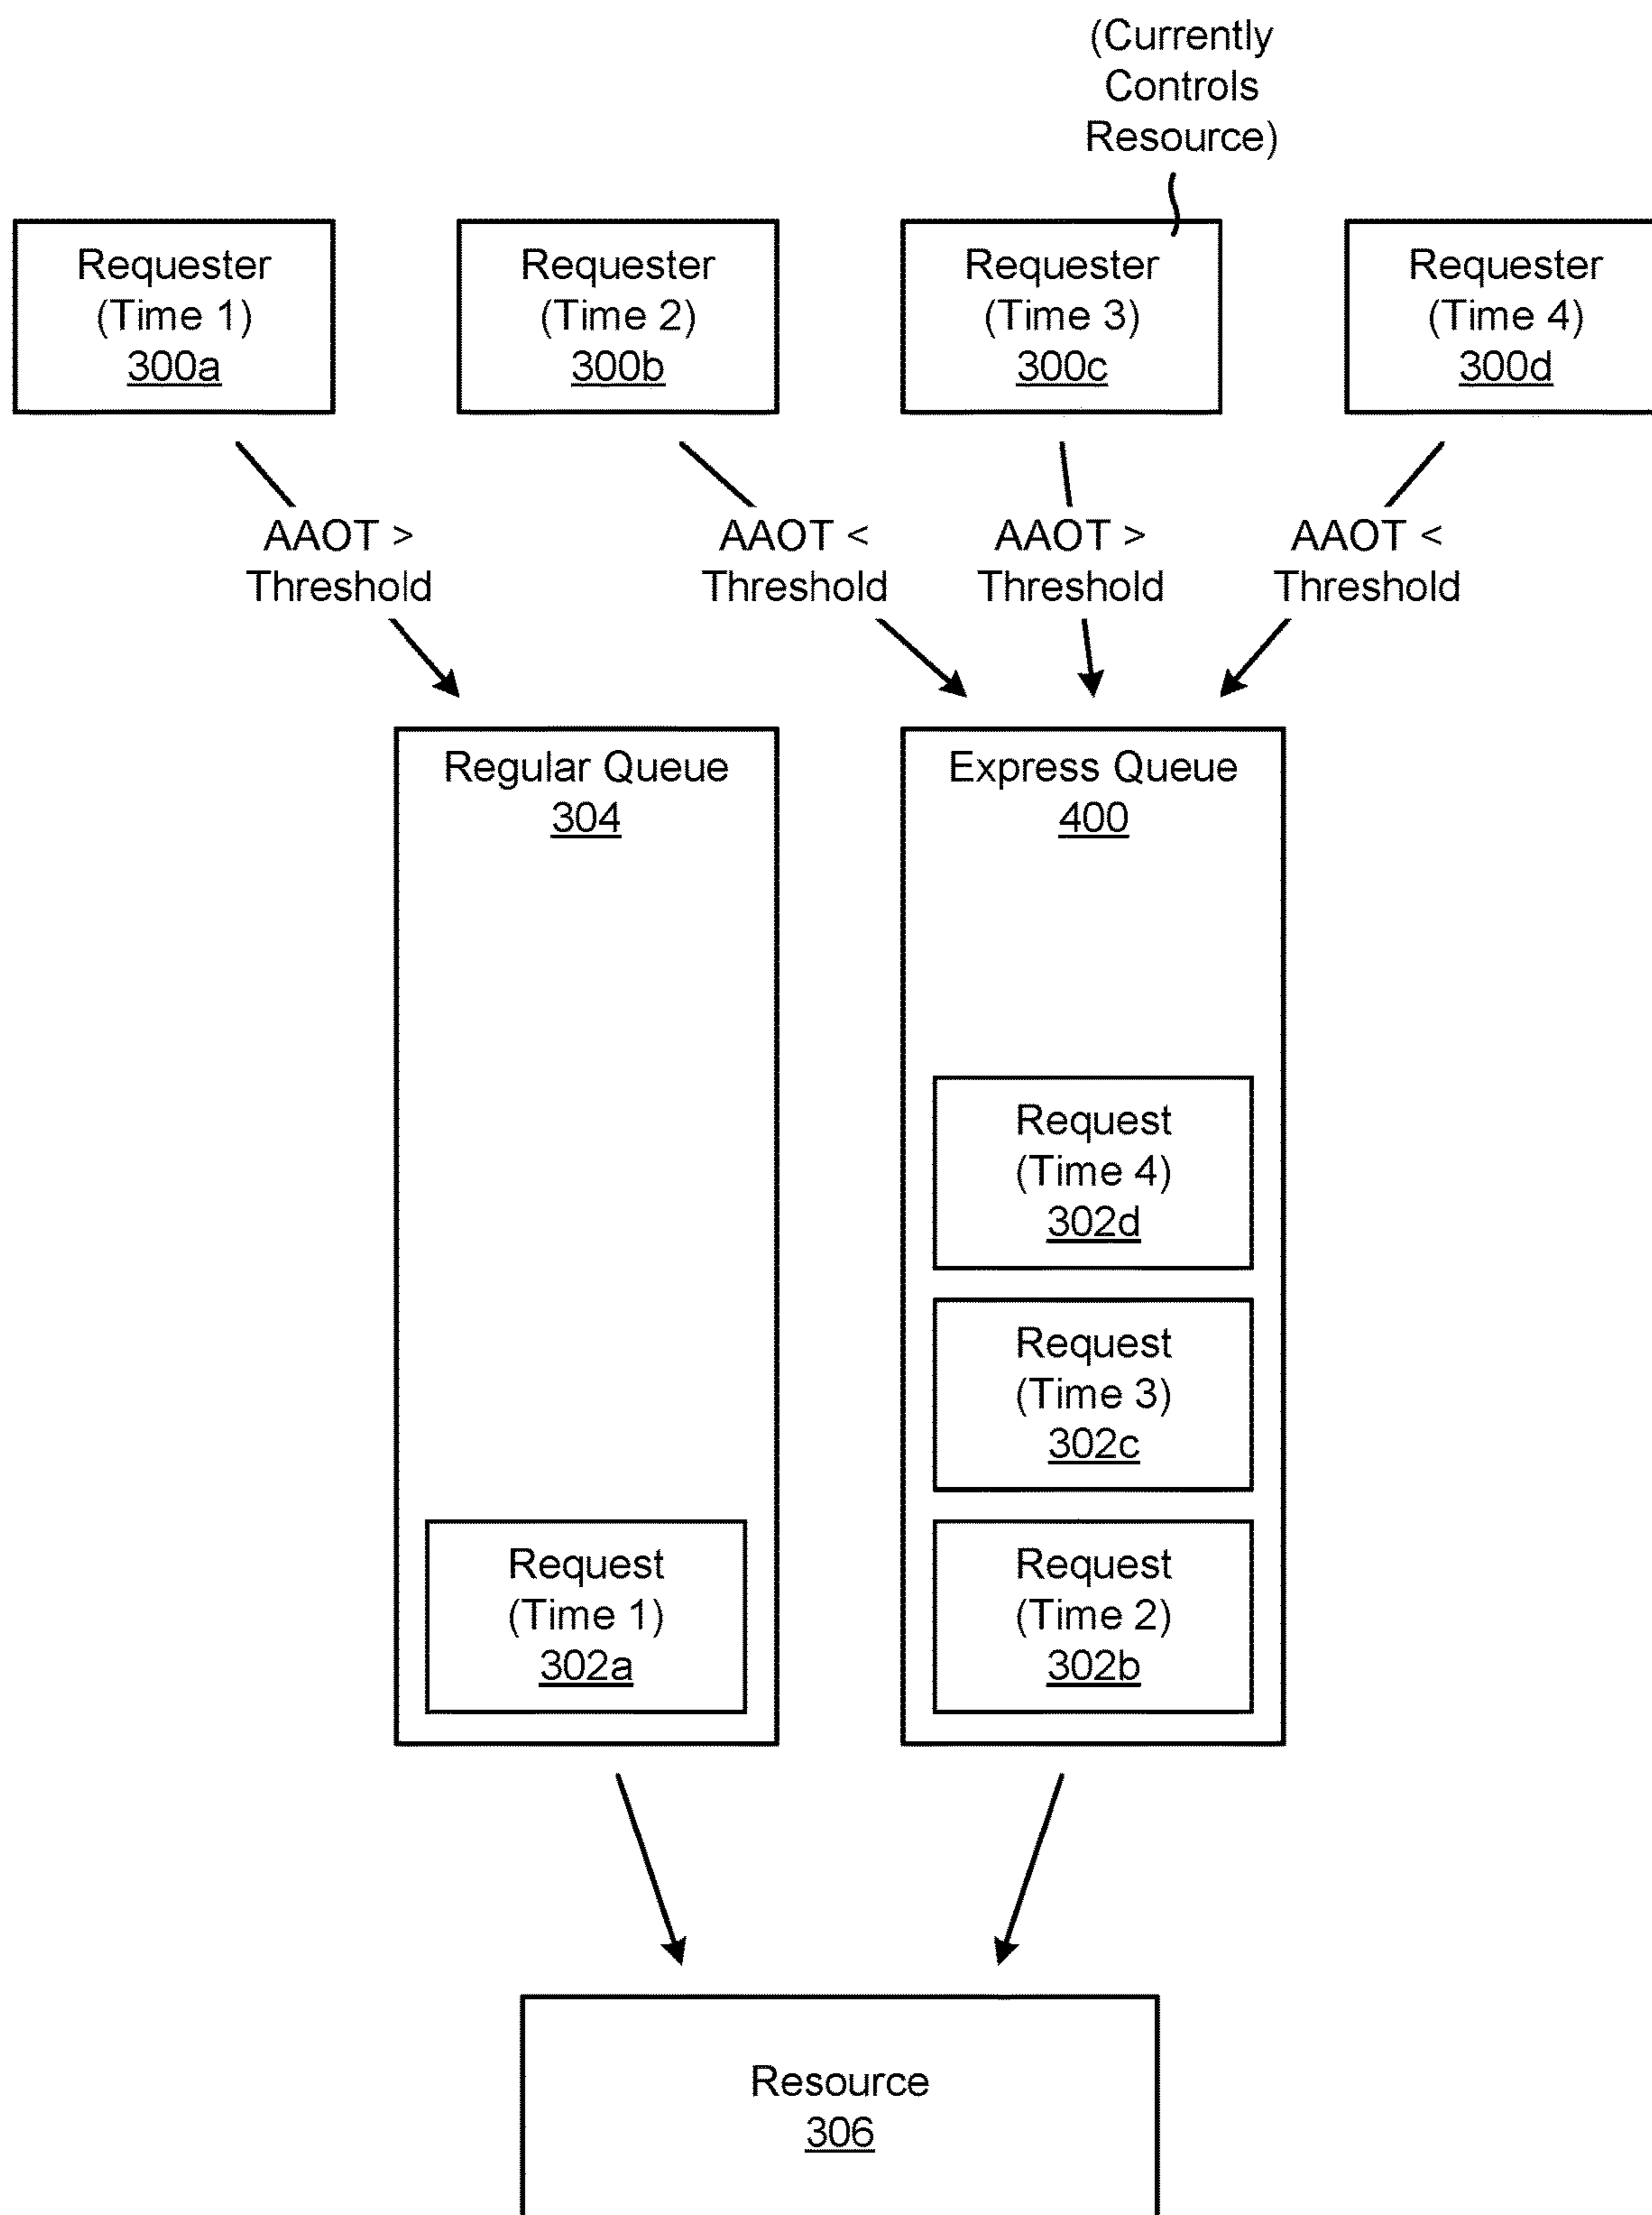 (Currently
Controls
Resource)
Requester
(Time 1)
300a
Requester
(Time 2)
300b
Requester
(Time 3)
300c
Requester
(Time 4)
300d
AAOT >
Threshold
AAOT <
Threshold
AAOT >
Threshold
AAOT <
Threshold
Regular Queue
304
Express Queue
400
Request
(Time 4)
302d
Request
(Time 3)
302c
Request
(Time 1)
302a
Request
(Time 2)
302b
Resource
306